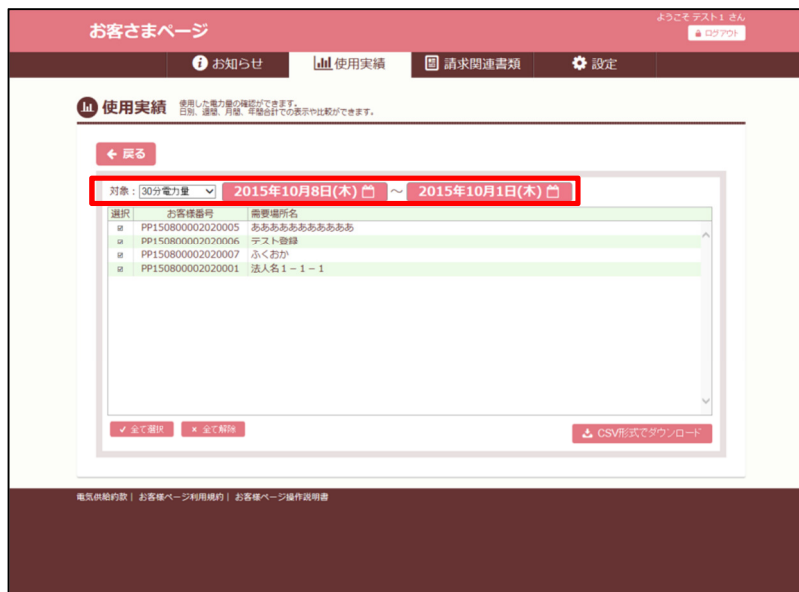 ようこそ テスト1 さん
お客さまページ
ログアウト
お知らせ 使用実績 請求関連書類 設定
使用実績 使用した電力量の確認ができます。
日別、週間、月間、年間合計での表示や比較ができます。
戻る
対象：30分電力量 2015年10月8日(木) ～ 2015年10月1日(木)
選択 お客様番号 需要場所名
PP150800002020005 あああああああああああ
PP150800002020006 テスト登録
PP150800002020007 ふくおか
PP150800002020001 法人名１－１－１
全て選択 全て解除
CSV形式でダウンロード
電気供給約款 | お客様ページ利用規約 | お客様ページ操作説明書